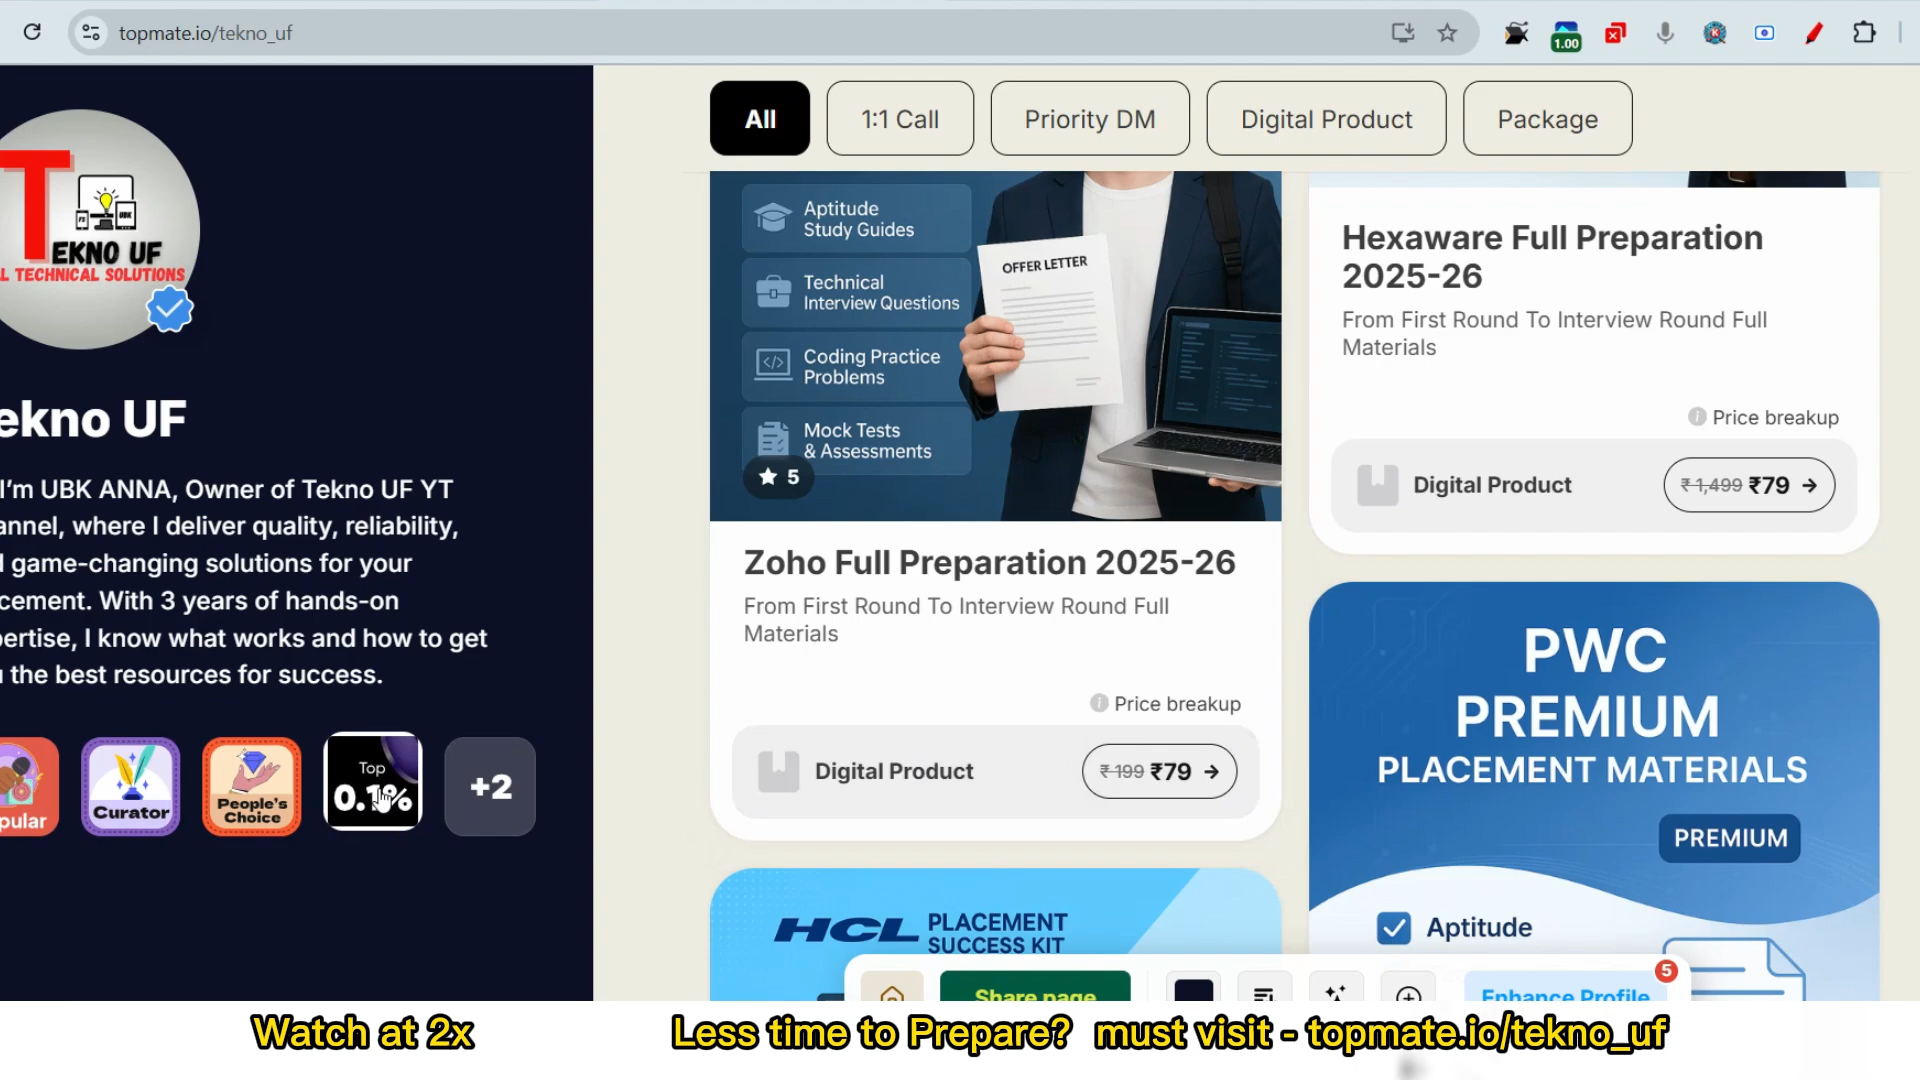 topmate.io/tekno_uf
1.00
All
1:1 Call
Priority DM
Digital Product
Package
T
EKNO UF
L TECHNICAL SOLUTIONS
ekno UF
I'm UBK ANNA, Owner of Tekno UF YT
annel, where I deliver quality, reliability,
d game-changing solutions for your
cement. With 3 years of hands-on
pertise, I know what works and how to get
u the best resources for success.
pular
Curator
People's
Choice
Top
0.1%
+2
Aptitude
Study Guides
Technical
Interview Questions
Coding Practice
Problems
Mock Tests
& Assessments
5
OFFER LETTER
Zoho Full Preparation 2025-26
From First Round To Interview Round Full
Materials
Price breakup
Digital Product
₹ 199 ₹79
HCL PLACEMENT
SUCCESS KIT
Hexaware Full Preparation
2025-26
From First Round To Interview Round Full
Materials
Price breakup
Digital Product
₹ 1,499 ₹79
PWC
PREMIUM
PLACEMENT MATERIALS
PREMIUM
Aptitude
Share page
Enhance Profile
5
Watch at 2x
Less time to Prepare? must visit - topmate.io/tekno_uf